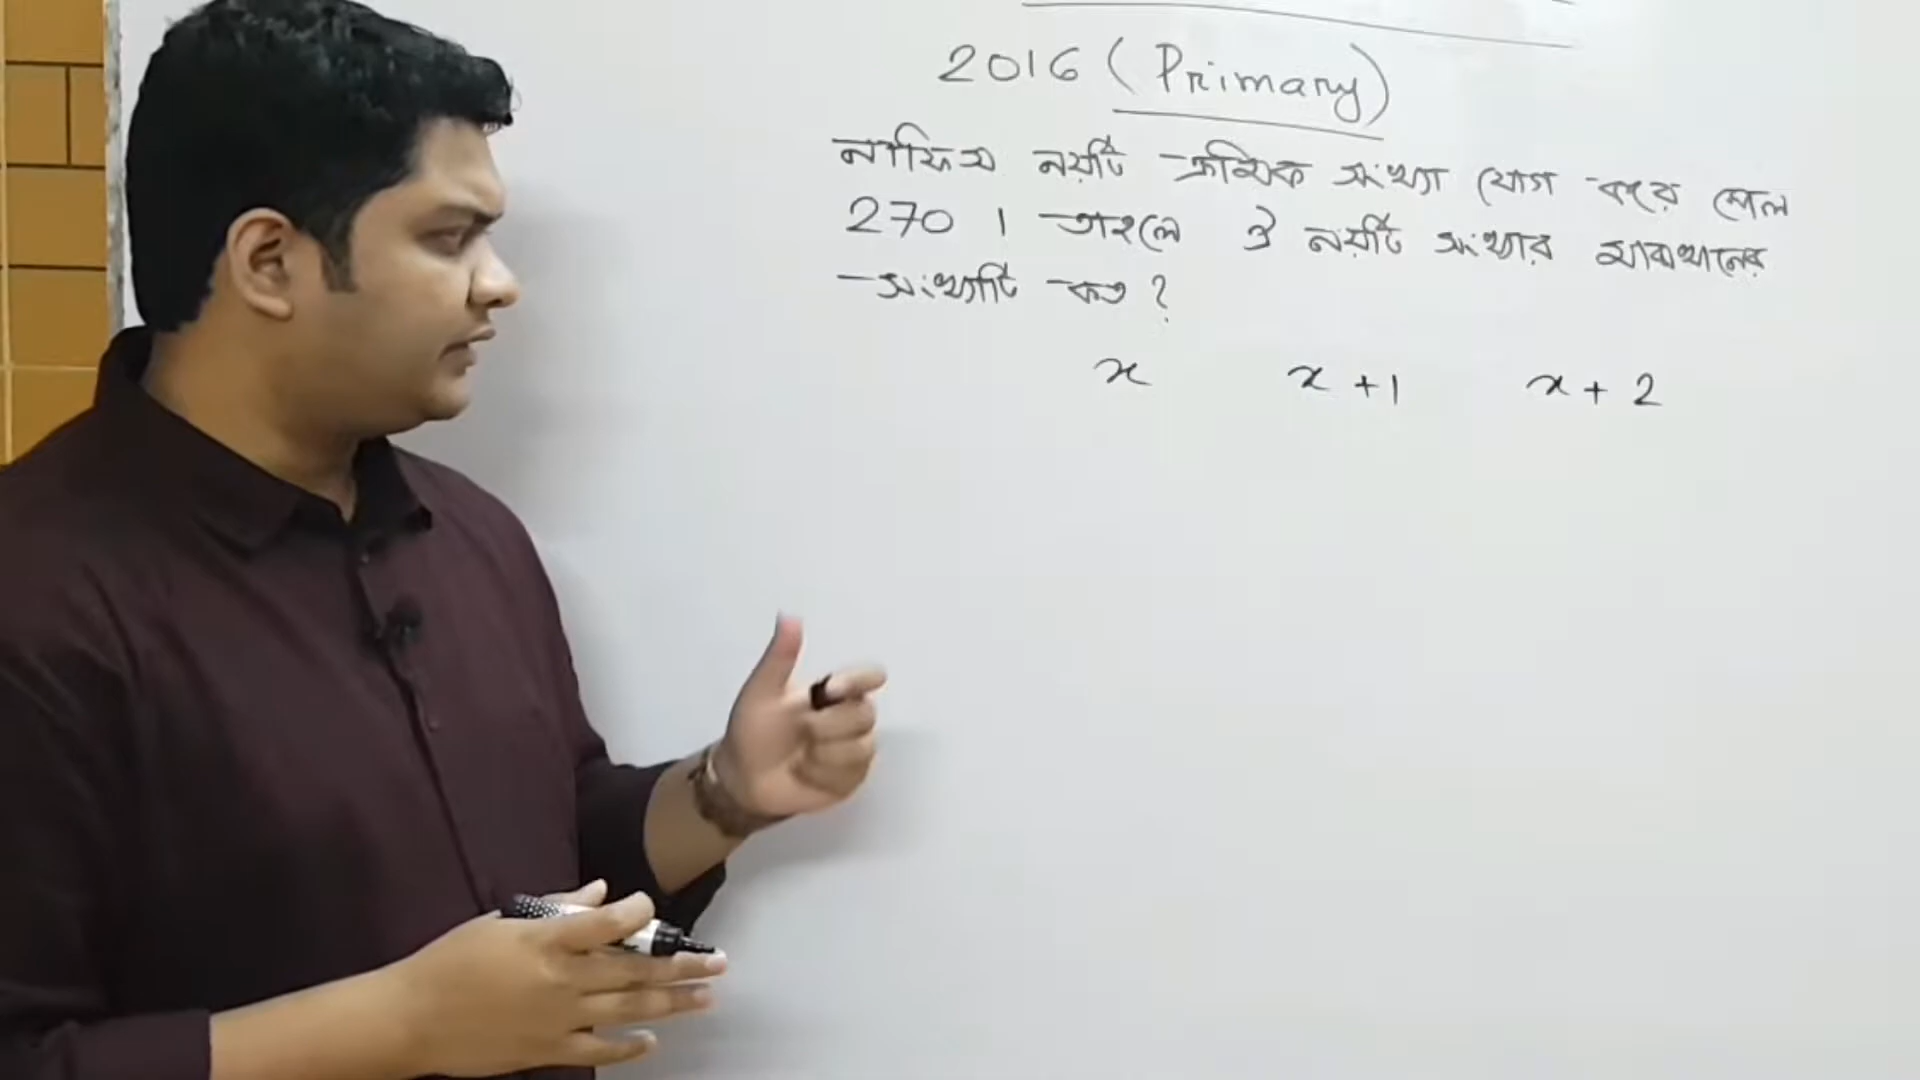 2016 (Primary)
নাফিস নয়টি ক্রমিক সংখ্যা যোগ করে পেল
270 । তাহলে ঐ নয়টি সংখ্যার মাঝখানের
সংখ্যাটি কত ?
x x + 1 x + 2